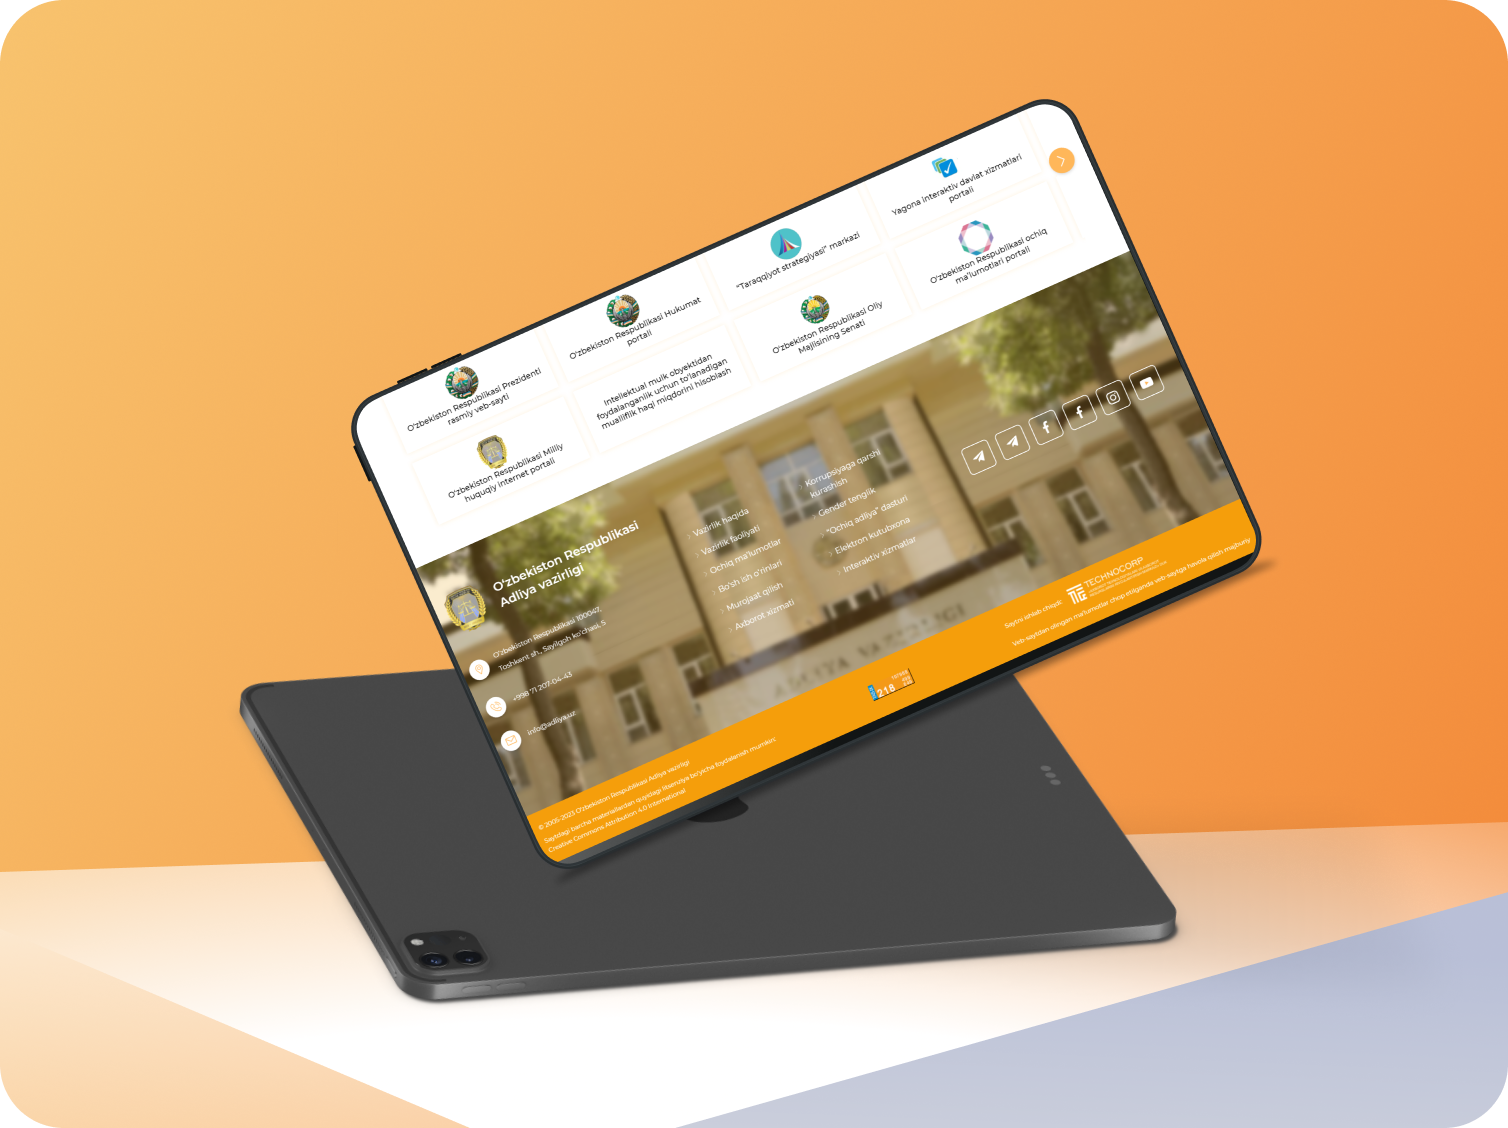 O'zbekiston Respublikasi Prezidenti
rasmiy veb-sayti
O'zbekiston Respublikasi Hukumat
portali
"Taraqqiyot strategiyasi" markazi
Yagona interaktiv davlat xizmatlari
portali
O'zbekiston Respublikasi Milliy
huquqiy internet portali
Intellektual mulk obyektidan
foydalanganlik uchun to'lanadigan
mualliflik haqi miqdorini hisoblash
O'zbekiston Respublikasi Oliy
Majlisining Senati
O'zbekiston Respublikasi ochiq
ma'lumotlari portali
O'zbekiston Respublikasi
Adliya vazirligi
O'zbekiston Respublikasi 100047,
Toshkent sh., Sayilgoh ko'chasi, 5
+998 71 207-04-43
info@adliya.uz
Vazirlik haqida
Vazirlik faoliyati
Ochiq ma'lumotlar
Bo'sh ish o'rinlari
Murojaat qilish
Axborot xizmati
Korrupsiyaga qarshi
kurashish
Gender tenglik
"Ochiq adliya" dasturi
Elektron kutubxona
Interaktiv xizmatlar
ADLIYA VAZIRLIGI
© 2005-2023 O'zbekiston Respublikasi Adliya vazirligi
Saytdagi barcha materiallardan quyidagi litsenziya bo'yicha foydalanish mumkin:
Creative Commons Attribution 4.0 International
218
Saytni ishlab chiqdi:
TECHNOCORP
Veb-saytdan olingan ma'lumotlar chop etilganda veb-saytga havola qilish majburiy